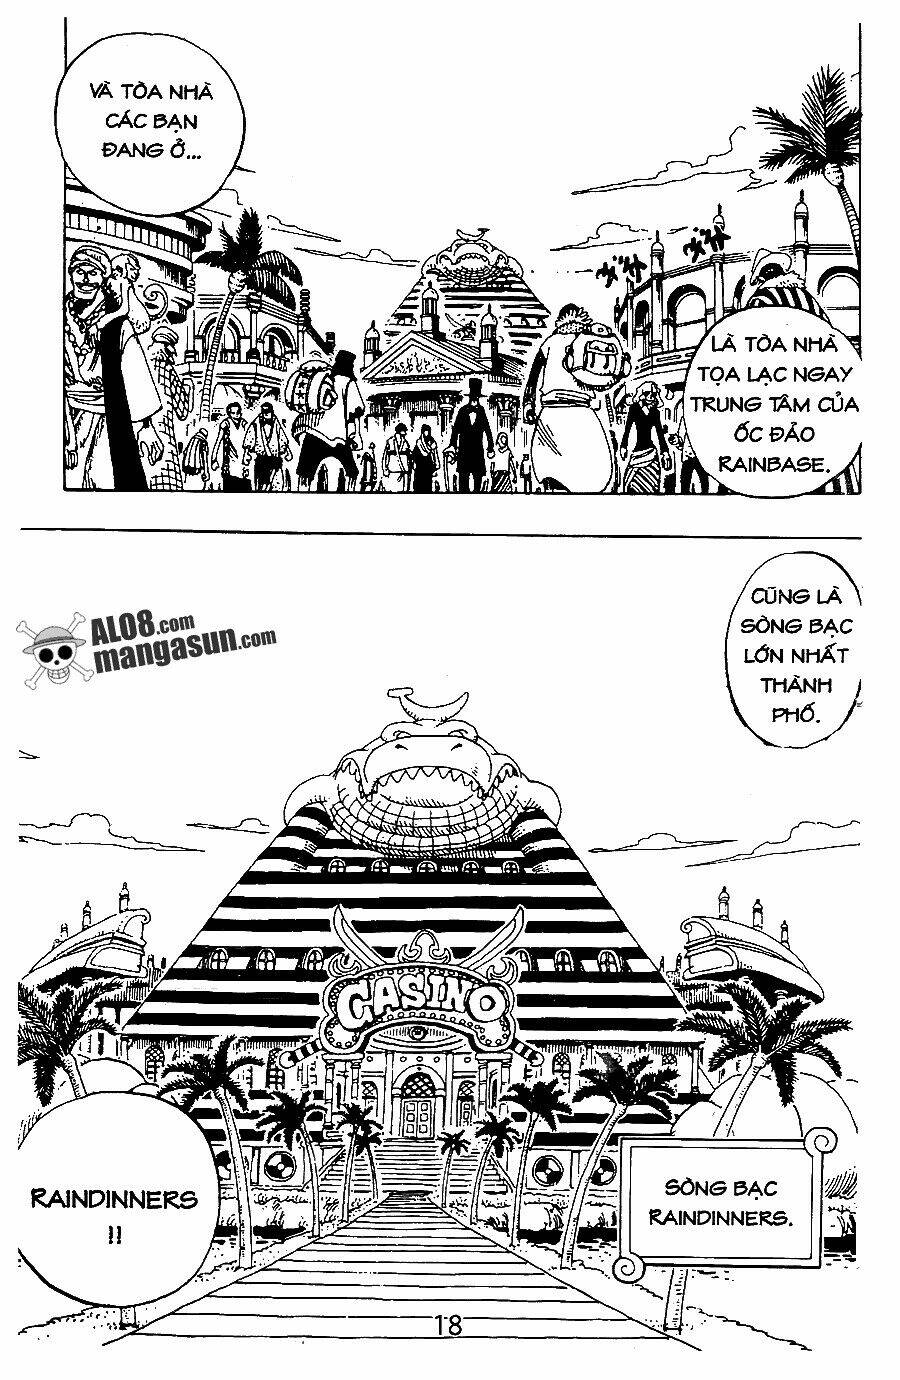 VÀ TÒA NHÀ
CÁC BẠN
ĐANG Ở...
LÀ TÒA NHÀ
TỌA LẠC NGAY
TRUNG TÂM CỦA
ỐC ĐẢO
RAINBASE.
CŨNG LÀ
SÒNG BẠC
LỚN NHẤT
THÀNH
PHỐ.
ALO8.com
mangasun.com
CASINO
RAINDINNERS
!!
SÒNG BẠC
RAINDINNERS.
18